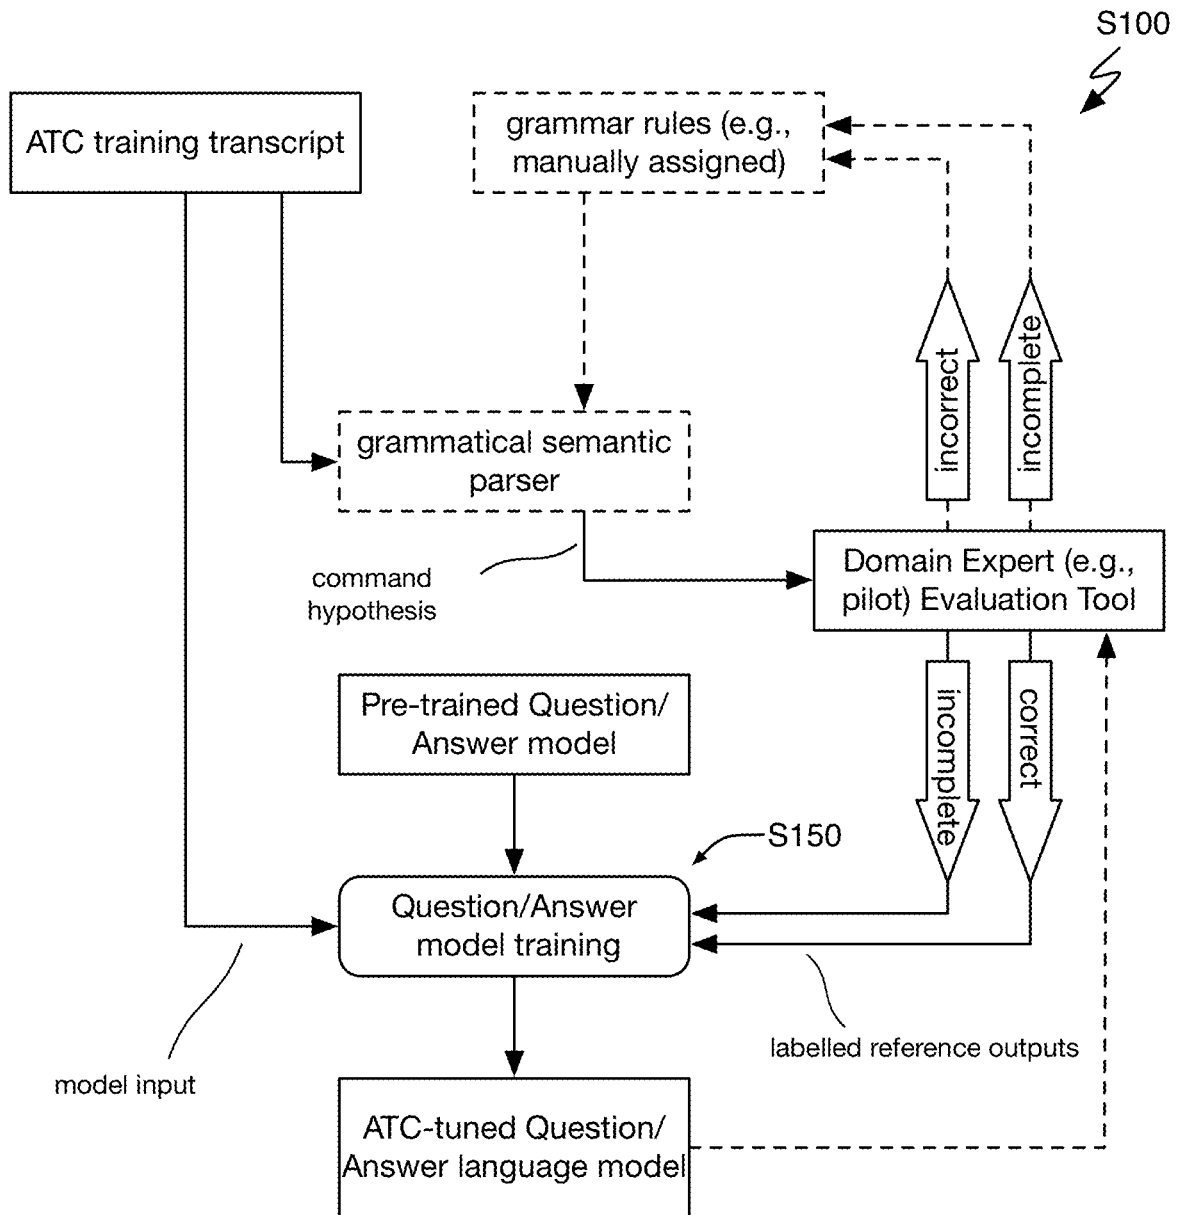 S100
ATC training transcript
grammar rules (e.g.,
manually assigned)
incorrect
incomplete
grammatical semantic
parser
command
hypothesis
Domain Expert (e.g.,
pilot) Evaluation Tool
Pre-trained Question/
Answer model
incomplete
correct
S150
Question/Answer
model training
labelled reference outputs
model input
ATC-tuned Question/
Answer language model